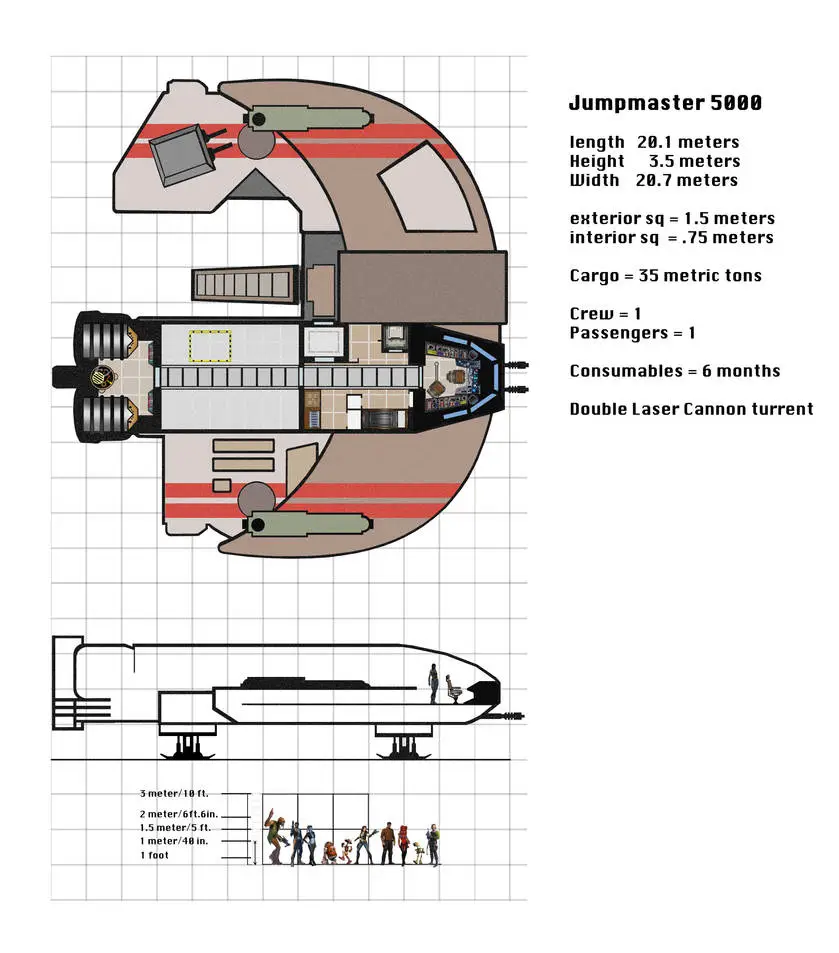 Jumpmaster 5000
length 20.1 meters
Height 3.5 meters
Width 20.7 meters
exterior sq = 1.5 meters
interior sq = .75 meters
Cargo = 35 metric tons
Crew = 1
Passengers = 1
Consumables = 6 months
Double Laser Cannon turrent
3 meter/10 ft.
2 meter/6ft.6in.
1.5 meter/5 ft.
1 meter/40 in.
1 foot